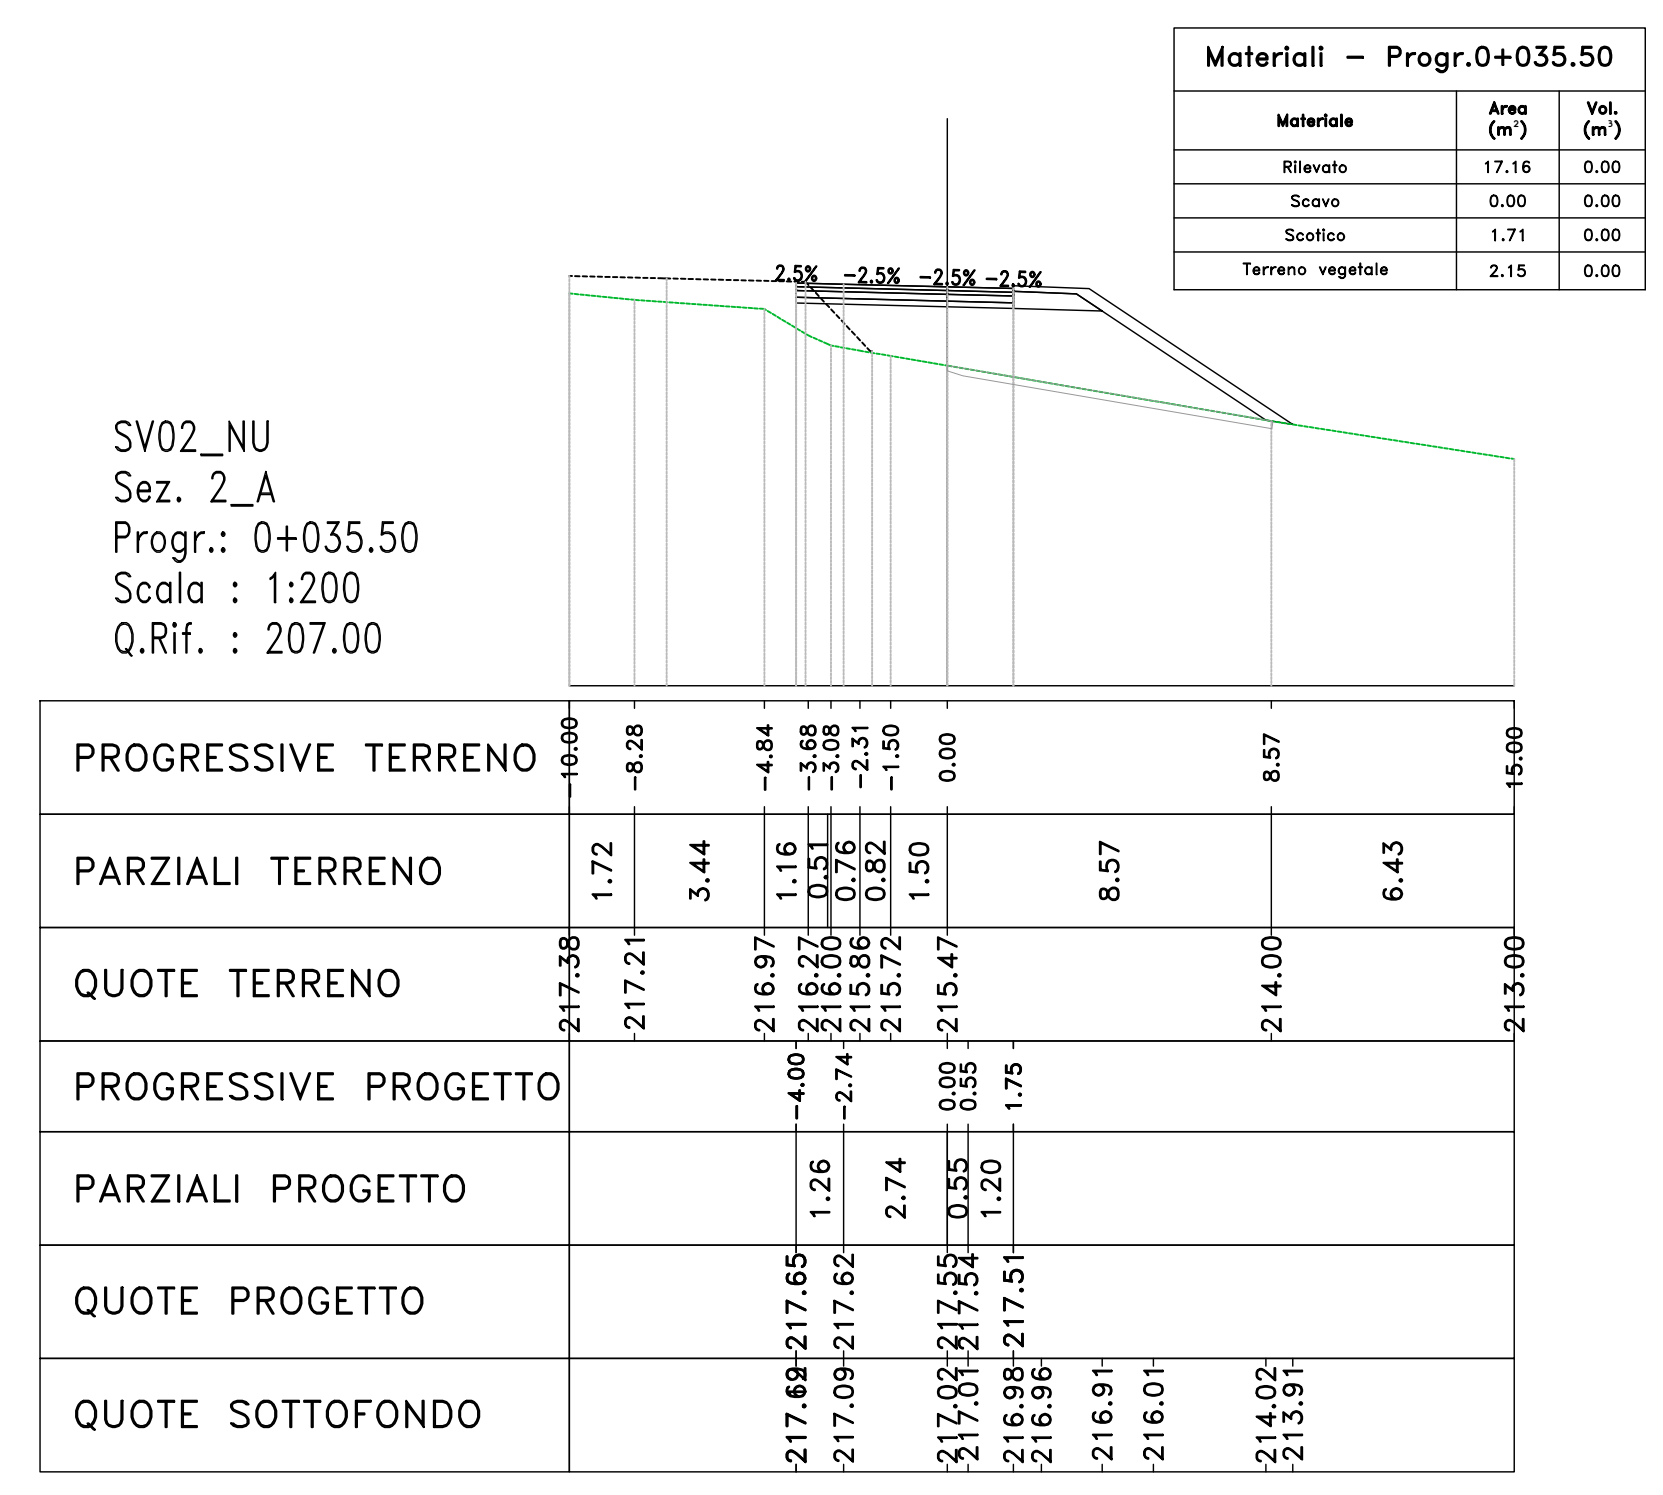 Materiali - Progr.0+035.50
Materiale Area (m²) Vol. (m³)
Rilevato 17.16 0.00
Scavo 0.00 0.00
Scotico 1.71 0.00
Terreno vegetale 2.15 0.00
2.5% -2.5% -2.5% -2.5%
SV02_NU
Sez. 2_A
Progr.: 0+035.50
Scala : 1:200
Q.Rif. : 207.00
PROGRESSIVE TERRENO -10.00 -8.28 -4.84 -3.68 -3.08 -2.31 -1.50 0.00 8.57 15.00
PARZIALI TERRENO 1.72 3.44 1.16 0.51 0.76 0.82 1.50 8.57 6.43
QUOTE TERRENO 217.38 217.21 216.97 216.27 216.00 215.86 215.72 215.47 214.00 213.00
PROGRESSIVE PROGETTO -4.00 -2.74 0.00 0.55 1.75
PARZIALI PROGETTO 1.26 2.74 0.55 1.20
QUOTE PROGETTO 217.65 217.62 217.55 217.54 217.51
QUOTE SOTTOFONDO 217.09 217.02 217.01 216.98 216.96 216.91 216.01 214.02 213.91